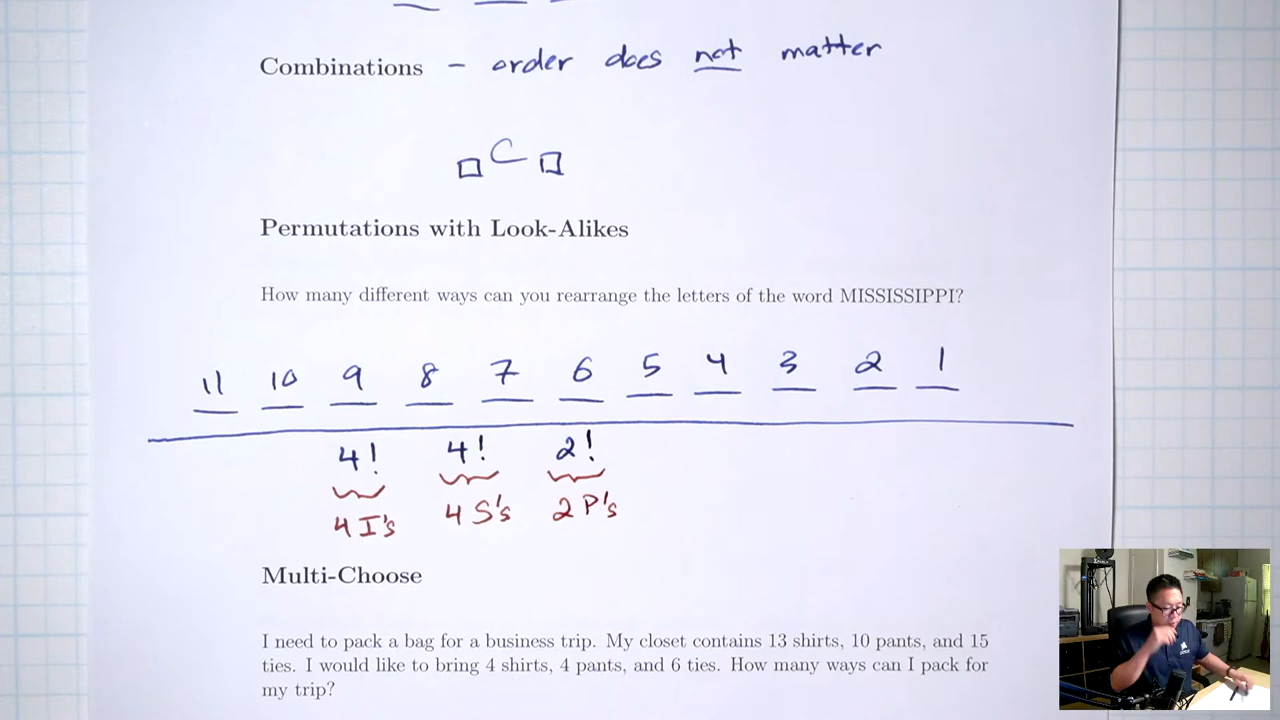 Combinations - order does not matter
□ C □
Permutations with Look-Alikes
How many different ways can you rearrange the letters of the word MISSISSIPPI?
11 10 9 8 7 6 5 4 3 2 1
4! 4! 2!
4 I's 4 S's 2 P's
Multi-Choose
I need to pack a bag for a business trip. My closet contains 13 shirts, 10 pants, and 15
ties. I would like to bring 4 shirts, 4 pants, and 6 ties. How many ways can I pack for
my trip?